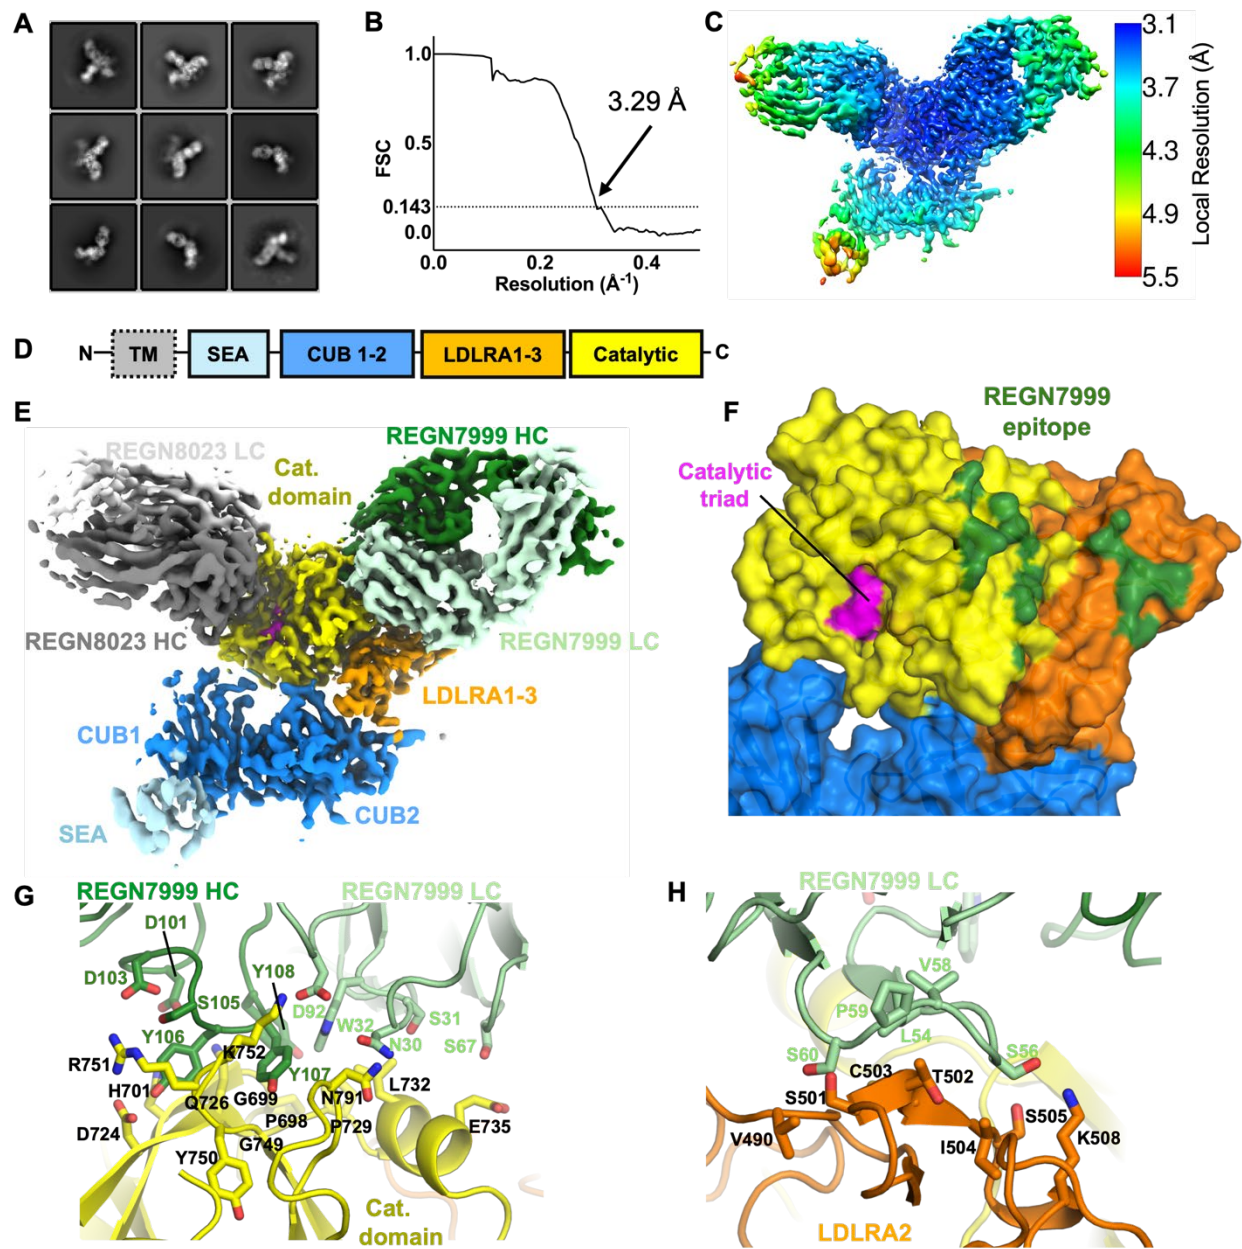 A
B
1.0
0.5
0.143
0.0
FSC
3.29 Å
0.0
0.2
0.4
Resolution (Å-1)
C
3.1
3.7
4.3
4.9
5.5
Local Resolution (Å)
D
N
TM
SEA
CUB 1-2
LDLRA1-3
Catalytic
C
E
REGN8023 LC
REGN7999 HC
Cat.
domain
REGN8023 HC
REGN7999 LC
LDLRA1-3
CUB1
CUB2
SEA
F
REGN7999
epitope
Catalytic
triad
G
REGN7999 HC
REGN7999 LC
D101
D103
Y108
S105
D92
W32
S31
Y106
N30
S67
K752
R751
Y107
L732
H701
Q726
G699
N791
P698
P729
E735
D724
G749
Y750
Cat.
domain
H
REGN7999 LC
V58
P59
L54
S60
S56
C503
T502
S501
S505
V490
I504
K508
LDLRA2